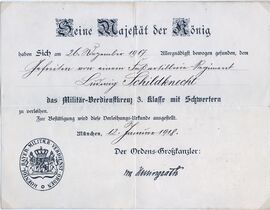 Seine Majestät der König
haben Sich am 26. Dezember 1917 Allergnädigst bewogen gefunden, dem
Gefreiten von einem Fußartillerie-Regiment
Ludwig Schildknecht
das Militär-Verdienstkreuz 3. Klasse mit Schwertern
zu verleihen.
Zur Bestätigung wird diese Verleihungs-Urkunde ausgestellt.
München, 12. Januar 1918.
Der Ordens-Großkanzler: